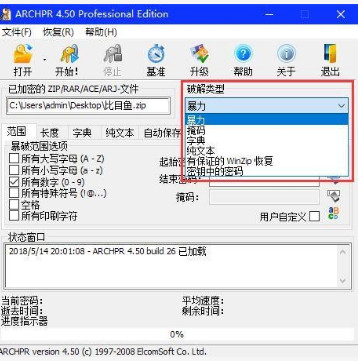 ARCHPR 4.50 Professional Edition
文件(F) 恢复(R) 帮助(H)
打开 开始! 停止 基准 升级 帮助 关于 退出
已加密的 ZIP/RAR/ACE/ARJ-文件 破解类型
C:\Users\admin\Desktop\比目鱼.zip 暴力
暴力
掩码
字典
纯文本
有保证的 WinZip 恢复
密钥中的密码
范围 长度 字典 纯文本 自动保存
暴破范围选项
所有大写字母 (A - Z)
所有小写字母 (a - z) 起始
所有数字 (0 - 9) 结束
所有特殊符号 (!@...) 掩码:
空格
所有印刷字符 用户自定义
状态窗口
2018/5/14 20:01:08 - ARCHPR 4.50 build 26 已加载
当前密码: 平均速度:
逝去时间: 剩余时间:
进度指示器
0%
ARCHPR version 4.50 (c) 1997-2008 ElcomSoft Co. Ltd.